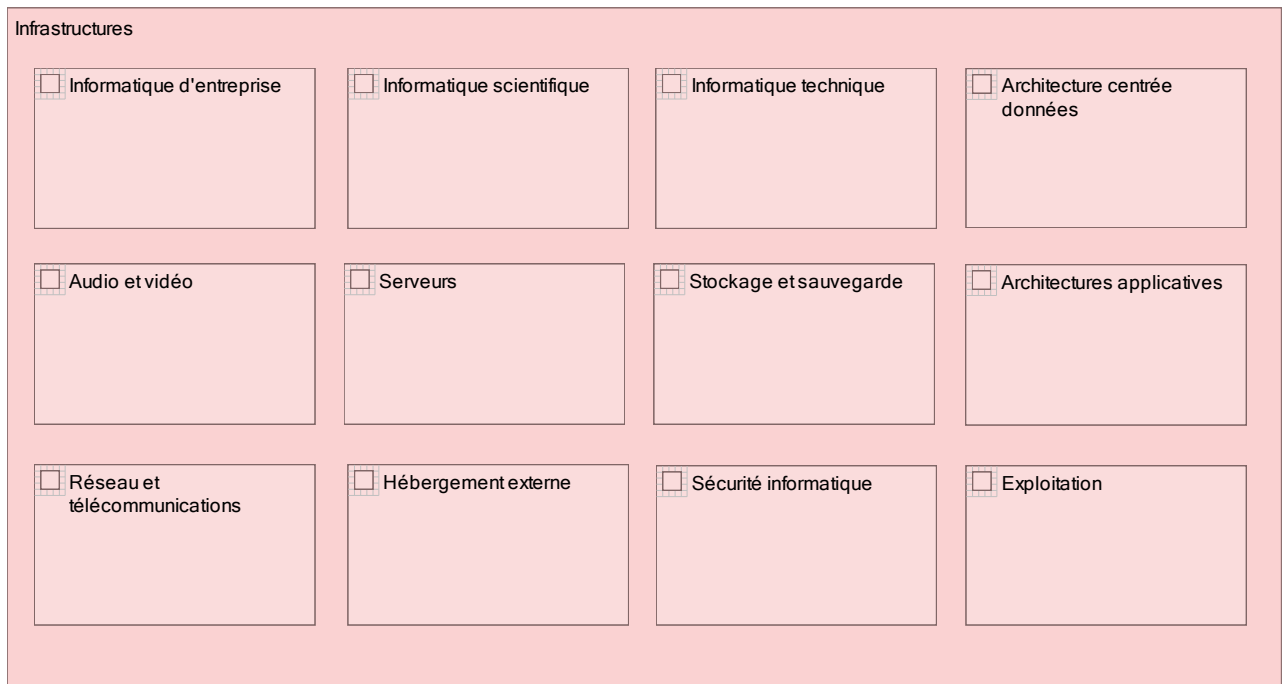 Infrastructures
Informatique d'entreprise
Informatique scientifique
Informatique technique
Architecture centrée
données
Audio et vidéo
Serveurs
Stockage et sauvegarde
Architectures applicatives
Réseau et
télécommunications
Hébergement externe
Sécurité informatique
Exploitation